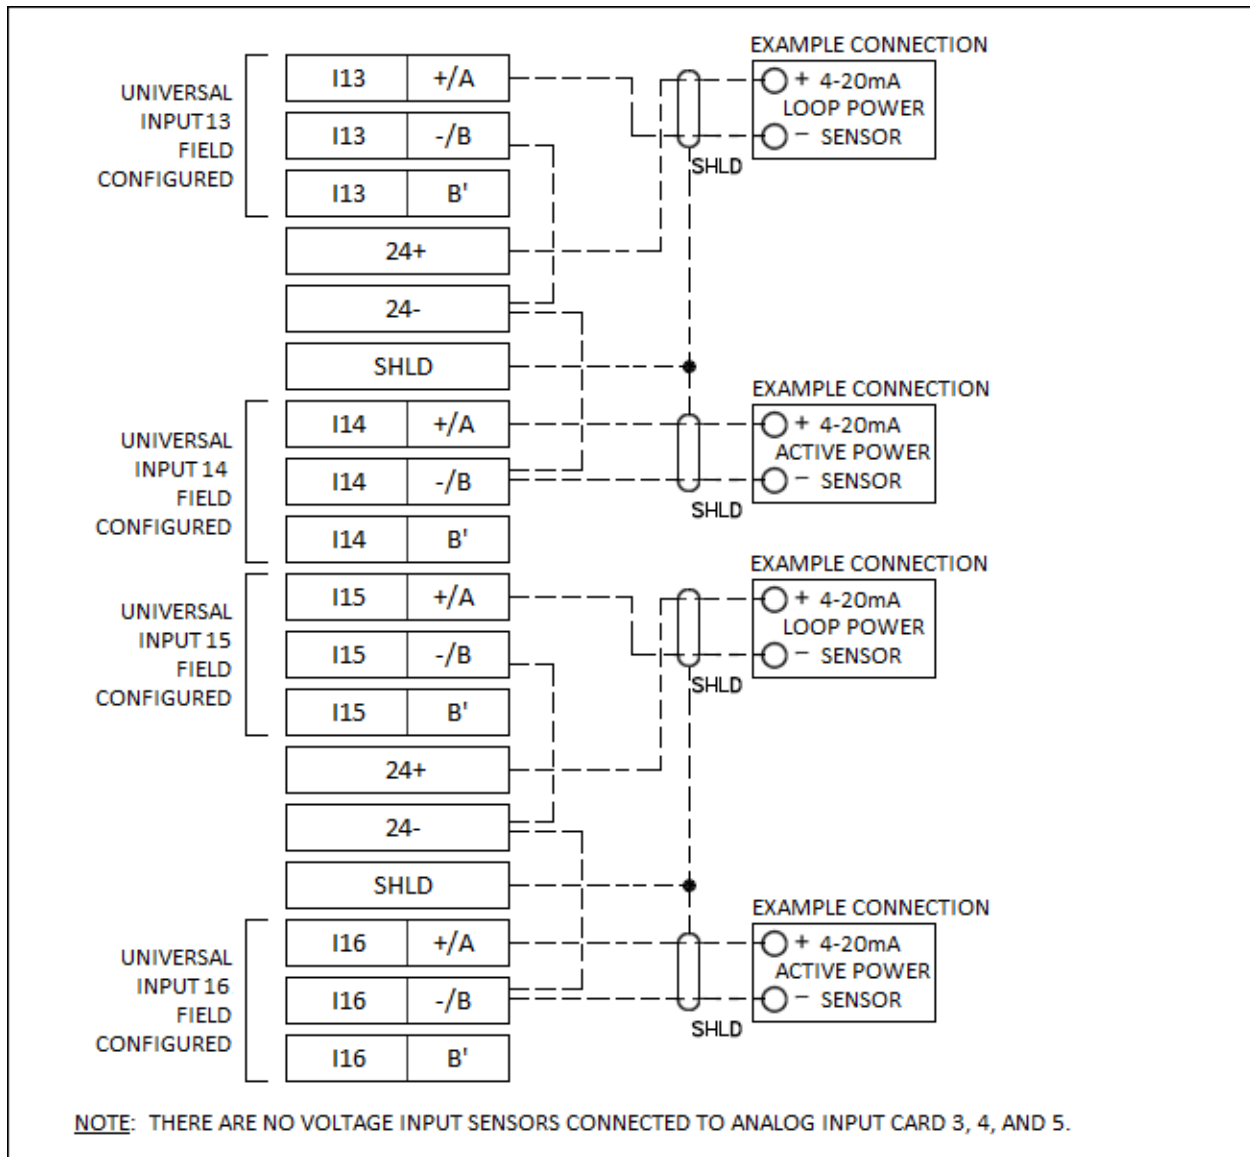 EXAMPLE CONNECTION
UNIVERSAL
INPUT 13
FIELD
CONFIGURED
I13 +/A
I13 -/B
I13 B'
24+
24-
SHLD
+ 4-20mA
LOOP POWER
− SENSOR
SHLD
EXAMPLE CONNECTION
UNIVERSAL
INPUT 14
FIELD
CONFIGURED
I14 +/A
I14 -/B
I14 B'
+ 4-20mA
ACTIVE POWER
− SENSOR
SHLD
EXAMPLE CONNECTION
UNIVERSAL
INPUT 15
FIELD
CONFIGURED
I15 +/A
I15 -/B
I15 B'
24+
24-
SHLD
+ 4-20mA
LOOP POWER
− SENSOR
SHLD
EXAMPLE CONNECTION
UNIVERSAL
INPUT 16
FIELD
CONFIGURED
I16 +/A
I16 -/B
I16 B'
+ 4-20mA
ACTIVE POWER
− SENSOR
SHLD
NOTE: THERE ARE NO VOLTAGE INPUT SENSORS CONNECTED TO ANALOG INPUT CARD 3, 4, AND 5.